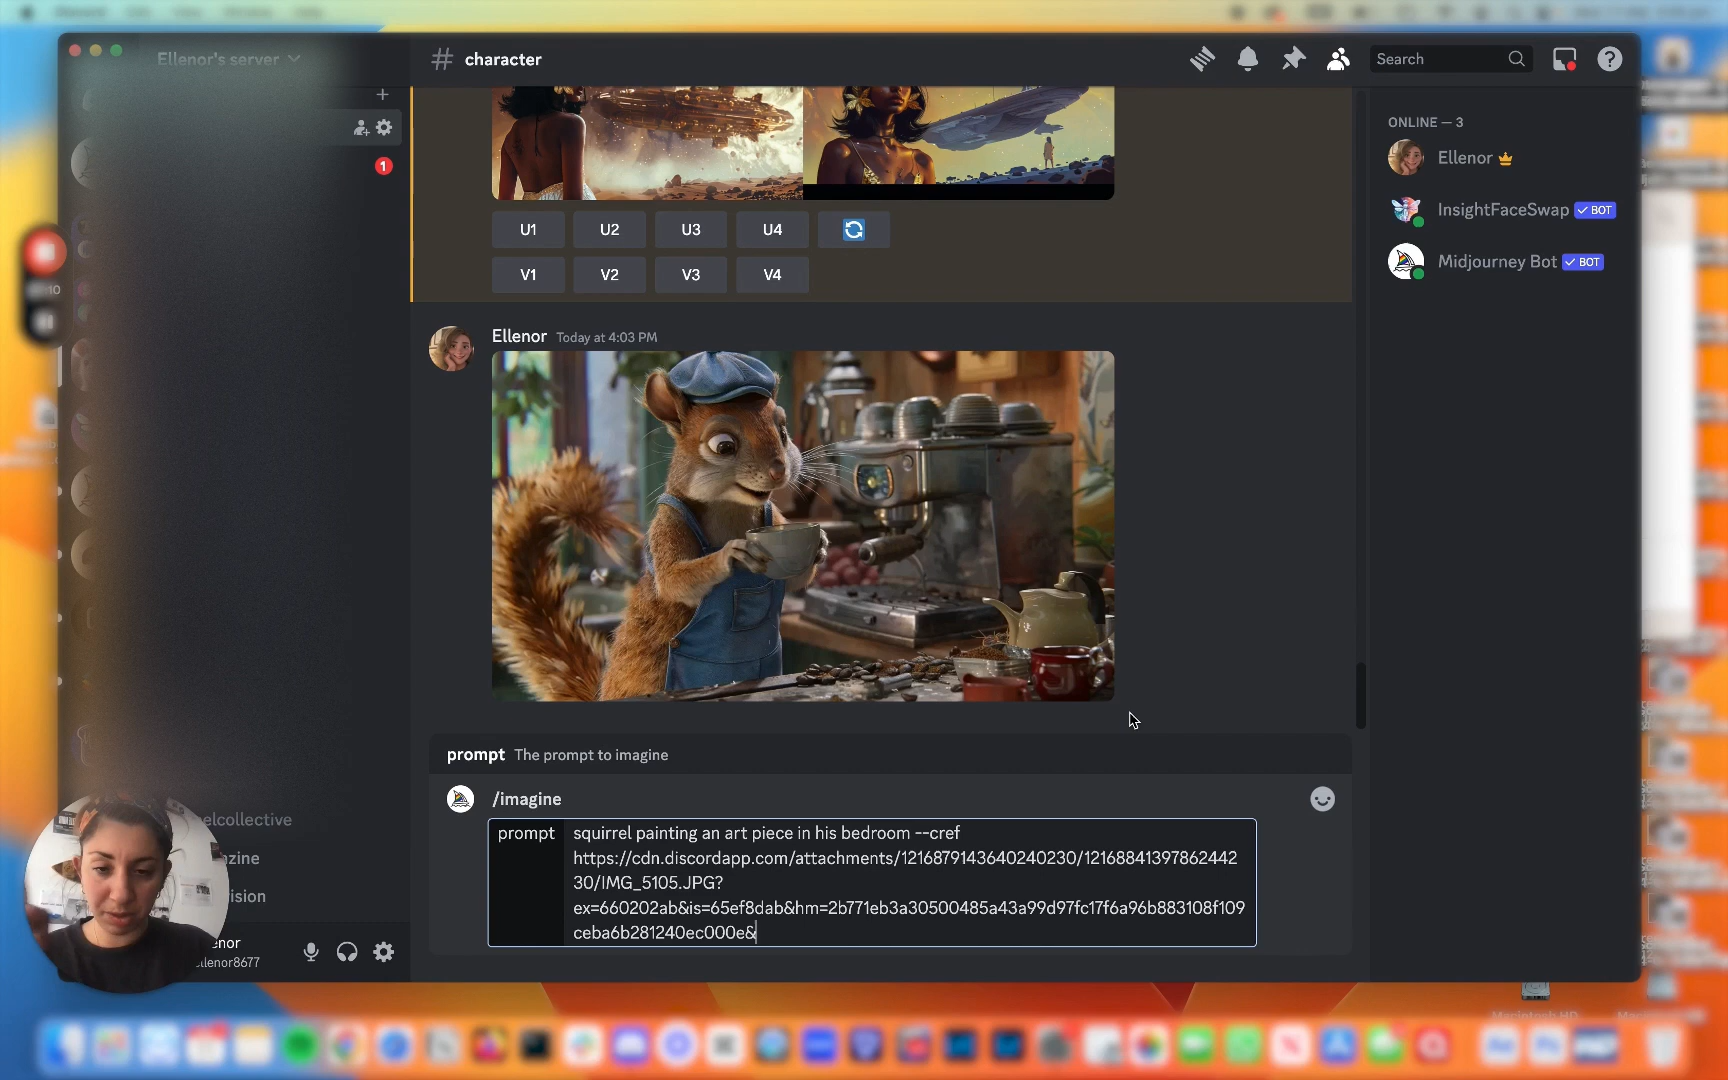 Ellenor's server
# character
Search
1
U1 U2 U3 U4
V1 V2 V3 V4
Ellenor Today at 4:03 PM
ONLINE — 3
Ellenor
InsightFaceSwap BOT
Midjourney Bot BOT
prompt The prompt to imagine
/imagine
prompt squirrel painting an art piece in his bedroom --cref
https://cdn.discordapp.com/attachments/1216879143640240230/12168841397862442
30/IMG_5105.JPG?
ex=660202ab&is=65ef8dab&hm=2b771eb3a30500485a43a99d97fc17f6a96b883108f109
ceba6b281240ec000e&
elcollective
zine
ision
enor
ellenor8677